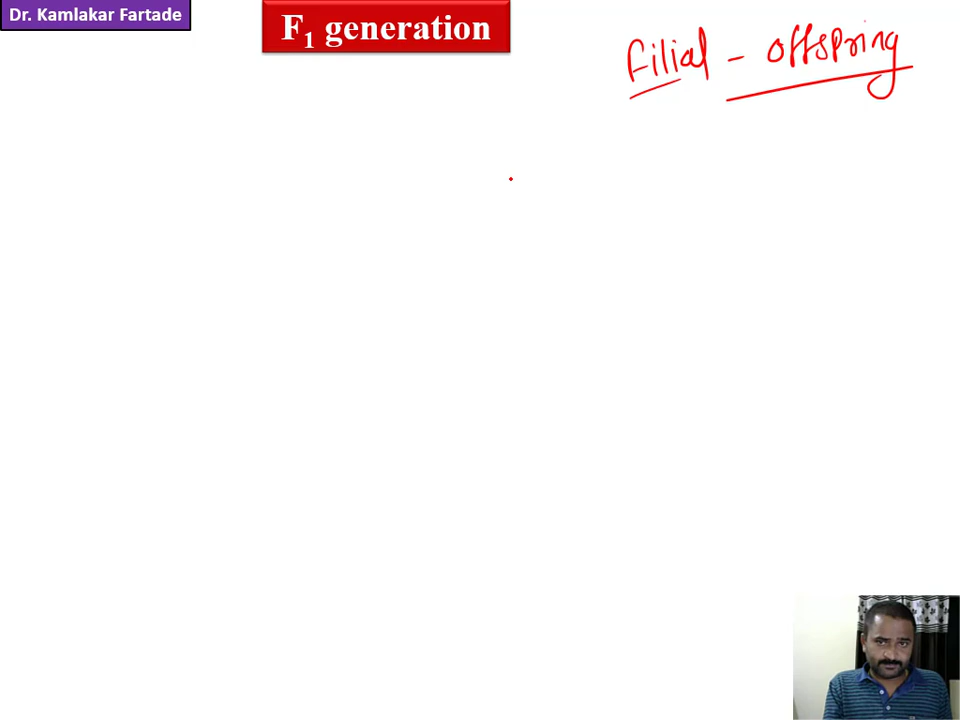 Dr. Kamlakar Fartade
F₁ generation
Filial - offspring